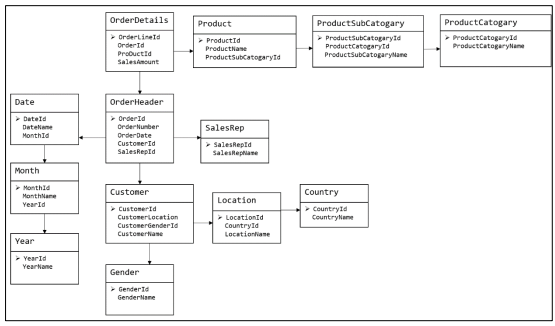 OrderDetails
➢ OrderLineId
OrderId
ProDuctId
SalesAmount
Product
➢ ProductId
ProductName
ProductSubCatogaryId
ProductSubCatogary
➢ ProductSubCatogaryId
ProductCatogaryId
ProductSubCatogaryName
ProductCatogary
➢ ProductCatogaryId
ProductCatogaryName
Date
➢ DateId
DateName
MonthId
OrderHeader
➢ OrderId
OrderNumber
OrderDate
CustomerId
SalesRepId
SalesRep
➢ SalesRepId
SalesRepName
Month
➢ MonthId
MonthName
YearId
Customer
➢ CustomerId
CustomerLocation
CustomerGenderId
CustomerName
Location
➢ LocationId
CountryId
LocationName
Country
➢ CountryId
CountryName
Year
➢ YearId
YearName
Gender
➢ GenderId
GenderName